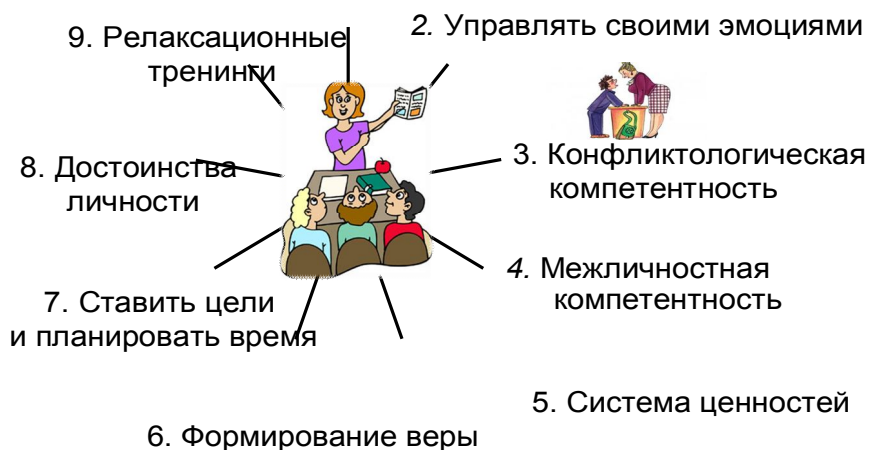 9. Релаксационные
тренинги
2. Управлять своими эмоциями
8. Достоинства
личности
3. Конфликтологическая
компетентность
4. Межличностная
компетентность
7. Ставить цели
и планировать время
5. Система ценностей
6. Формирование веры